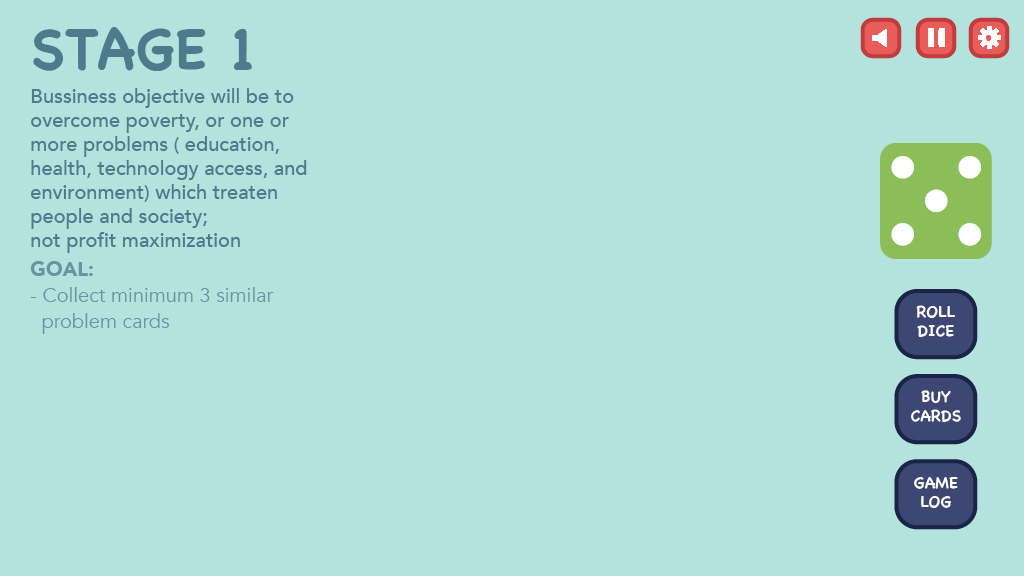 STAGE 1
Bussiness objective will be to
overcome poverty, or one or
more problems ( education,
health, technology access, and
environment) which treaten
people and society;
not profit maximization
GOAL:
- Collect minimum 3 similar
problem cards
ROLL
DICE
BUY
CARDS
GAME
LOG